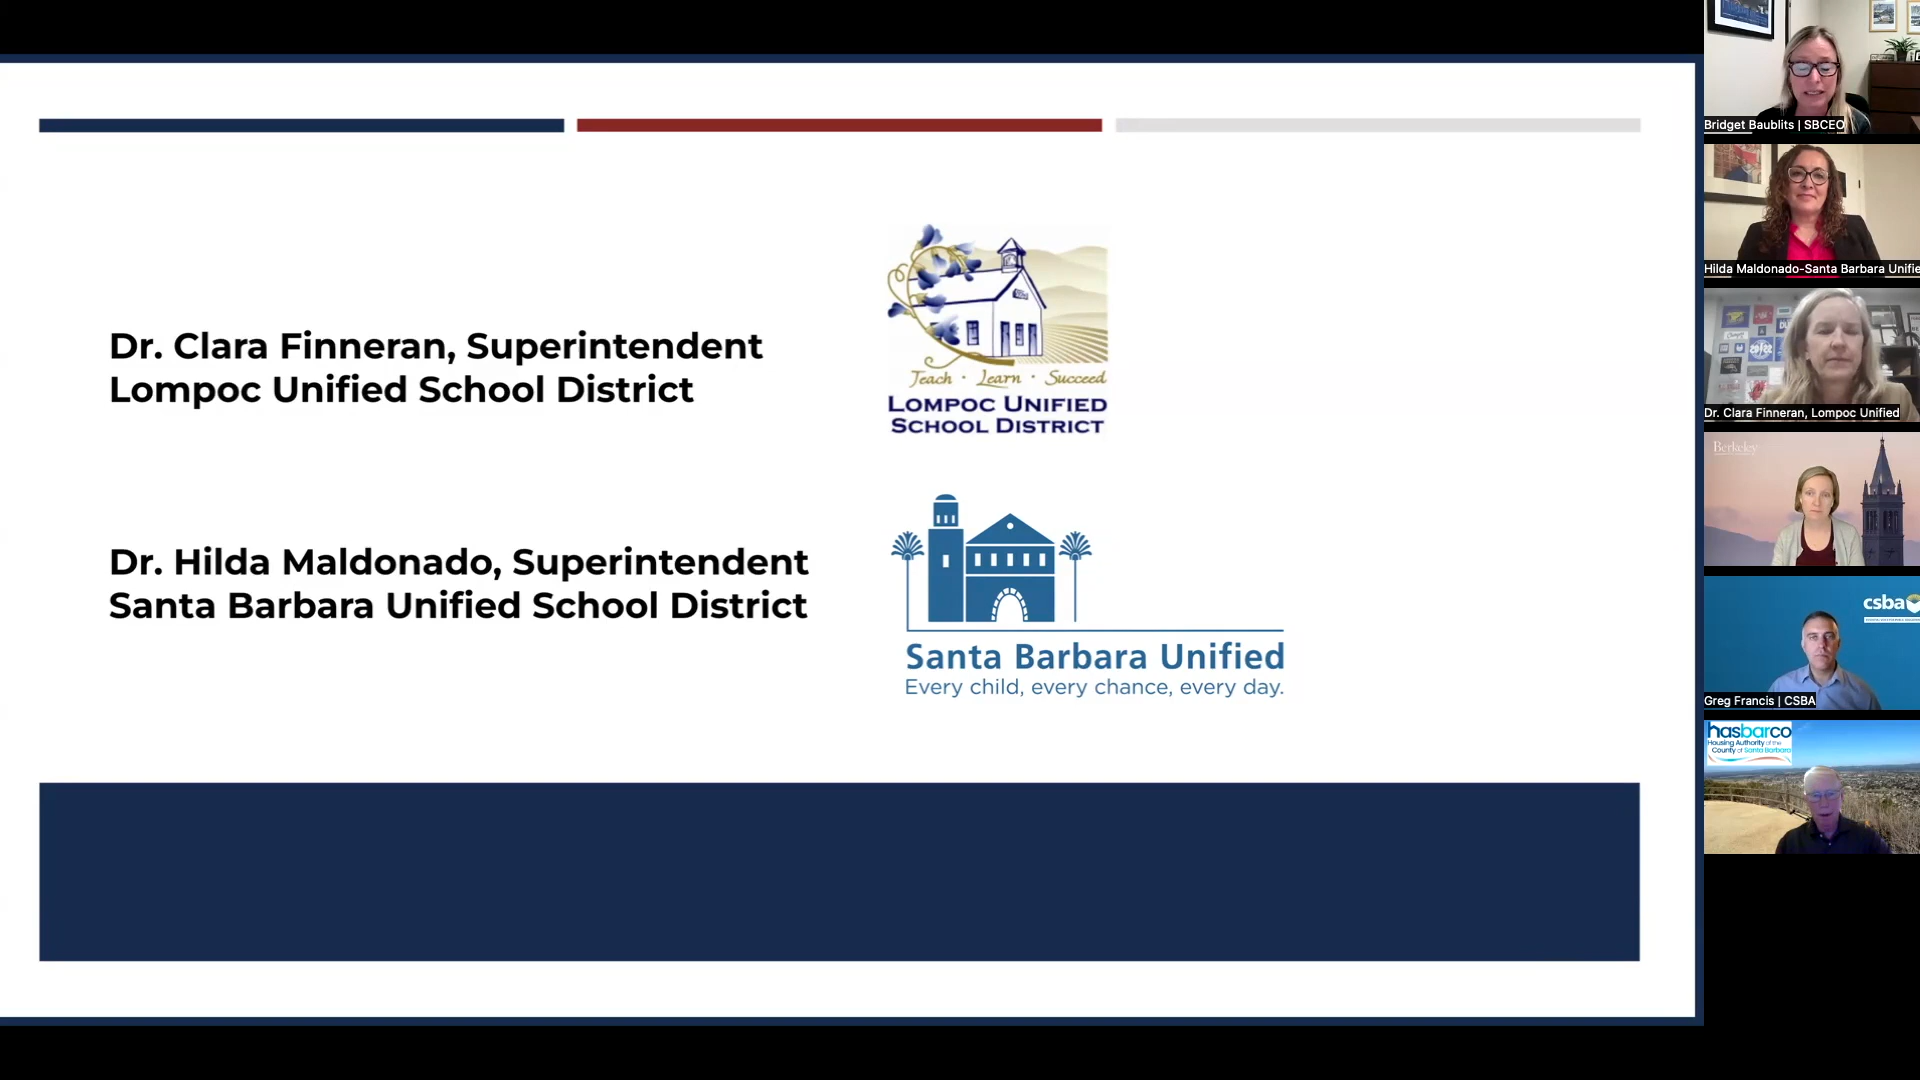 Dr. Clara Finneran, Superintendent
Lompoc Unified School District
Teach · Learn · Succeed
LOMPOC UNIFIED
SCHOOL DISTRICT
Dr. Hilda Maldonado, Superintendent
Santa Barbara Unified School District
Santa Barbara Unified
Every child, every chance, every day.
Bridget Baublits | SBCEO
Hilda Maldonado-Santa Barbara Unifie
Dr. Clara Finneran, Lompoc Unified
Berkeley
csba
Greg Francis | CSBA
hasbarco
Housing Authority of the
County of Santa Barbara